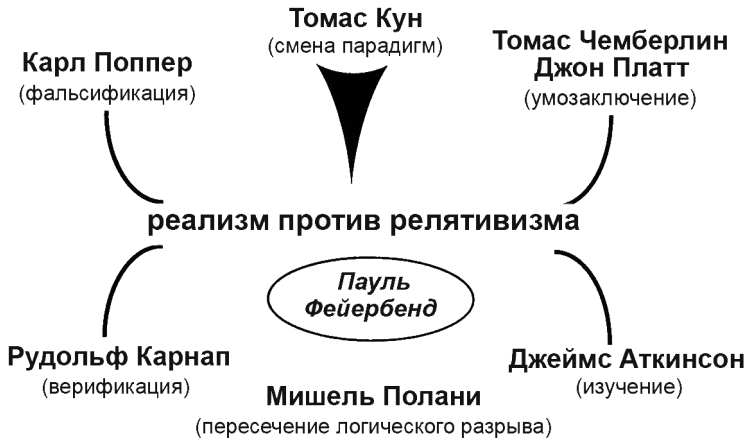 Томас Кун
(смена парадигм)
Карл Поппер
(фальсификация)
Томас Чемберлин
Джон Платт
(умозаключение)
реализм против релятивизма
Пауль
Фейербенд
Рудольф Карнап
(верификация)
Джеймс Аткинсон
(изучение)
Мишель Полани
(пересечение логического разрыва)